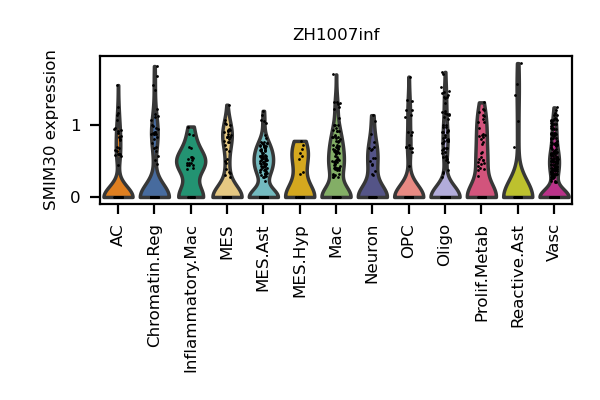 ZH1007inf
SMIM30 expression
1
0
AC
Chromatin.Reg
Inflammatory.Mac
MES
MES.Ast
MES.Hyp
Mac
Neuron
OPC
Oligo
Prolif.Metab
Reactive.Ast
Vasc